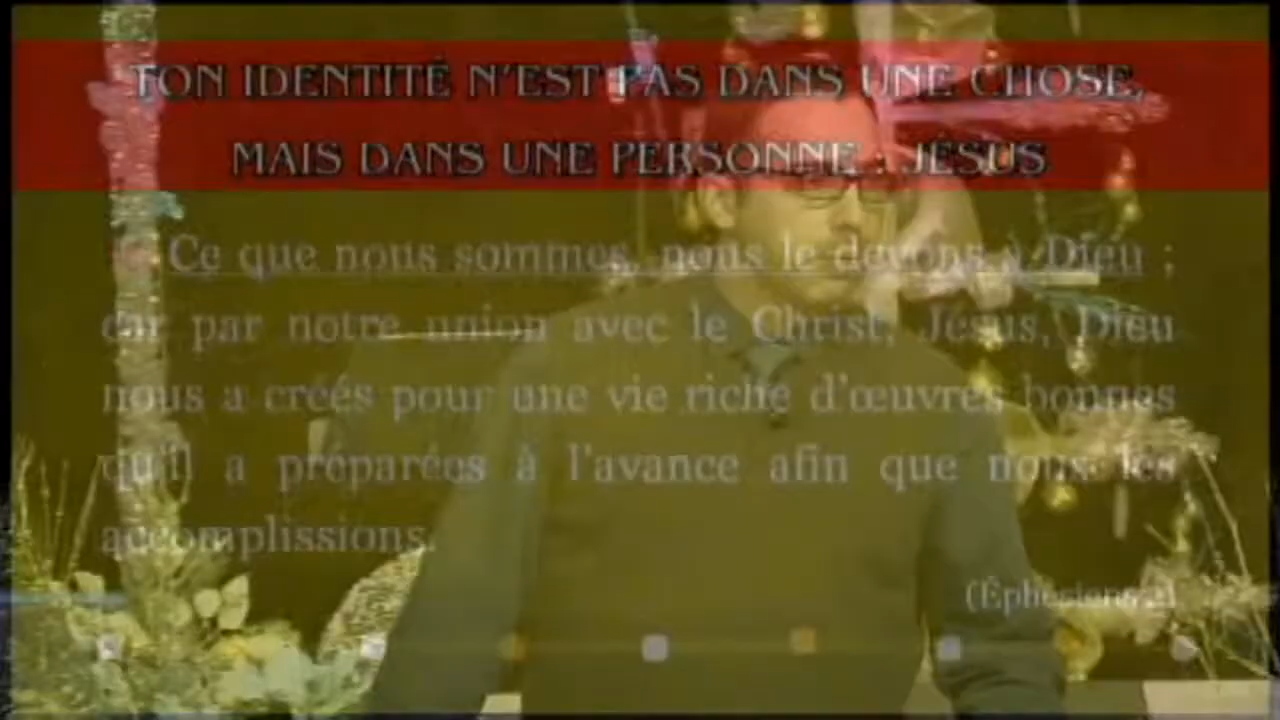 TON IDENTITÉ N'EST PAS DANS UNE CHOSE,
MAIS DANS UNE PERSONNE : JÉSUS
Ce que nous sommes, nous le devons à Dieu ;
car par notre union avec le Christ, Jésus, Dieu
nous a créés pour une vie riche d'œuvres bonnes
qu'il a préparées à l'avance afin que nous les
accomplissions.
(Éphésiens 2)